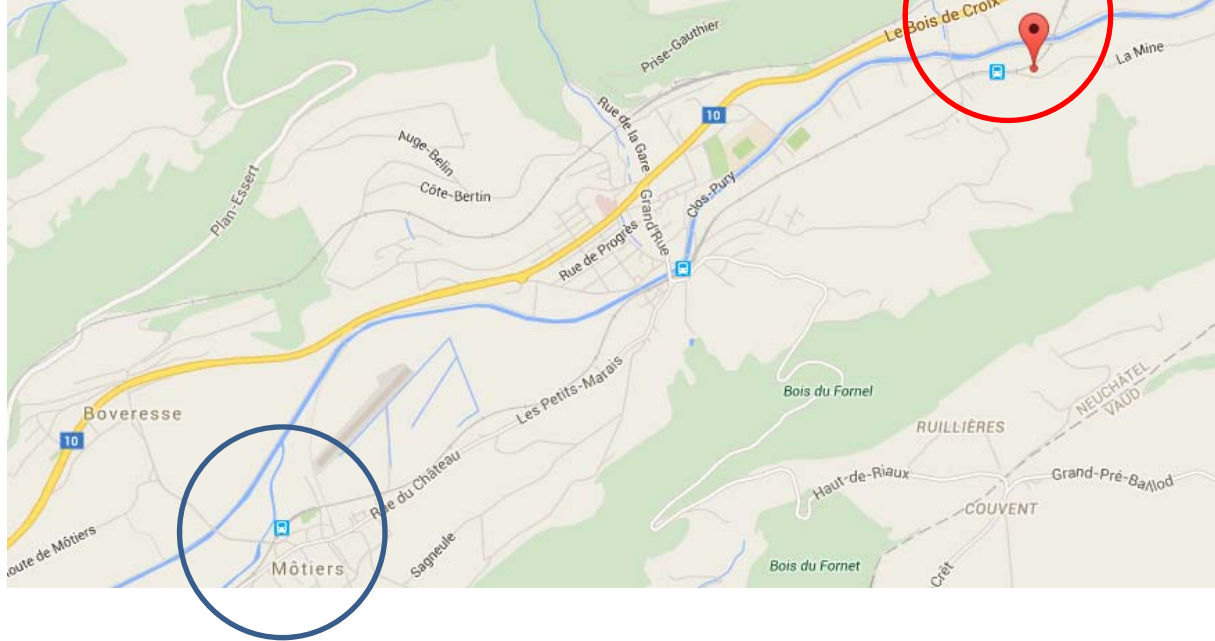 Le Bois de Croix
Prise-Gauthier
La Mine
10
Rue de la Gare
Auge-Belin
Côte-Bertin
Plan-Essert
Clos-Pury
Grand'Rue
Rue de Progrès
Les Petits-Marais
Bois du Fornel
NEUCHÂTEL
VAUD
Boveresse
10
RUILLIÈRES
Rue du Château
Haut-de-Riaux
Grand-Pré-Baillod
COUVENT
oute de Môtiers
Môtiers
Sagneule
Bois du Fornet
Crêt